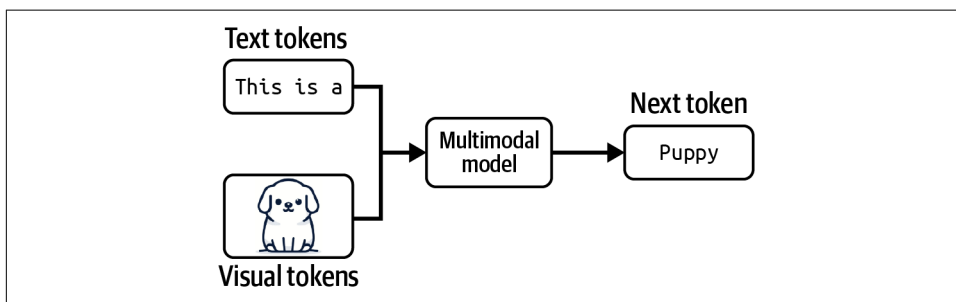 Text tokens
This is a
Multimodal
model
Next token
Puppy
Visual tokens